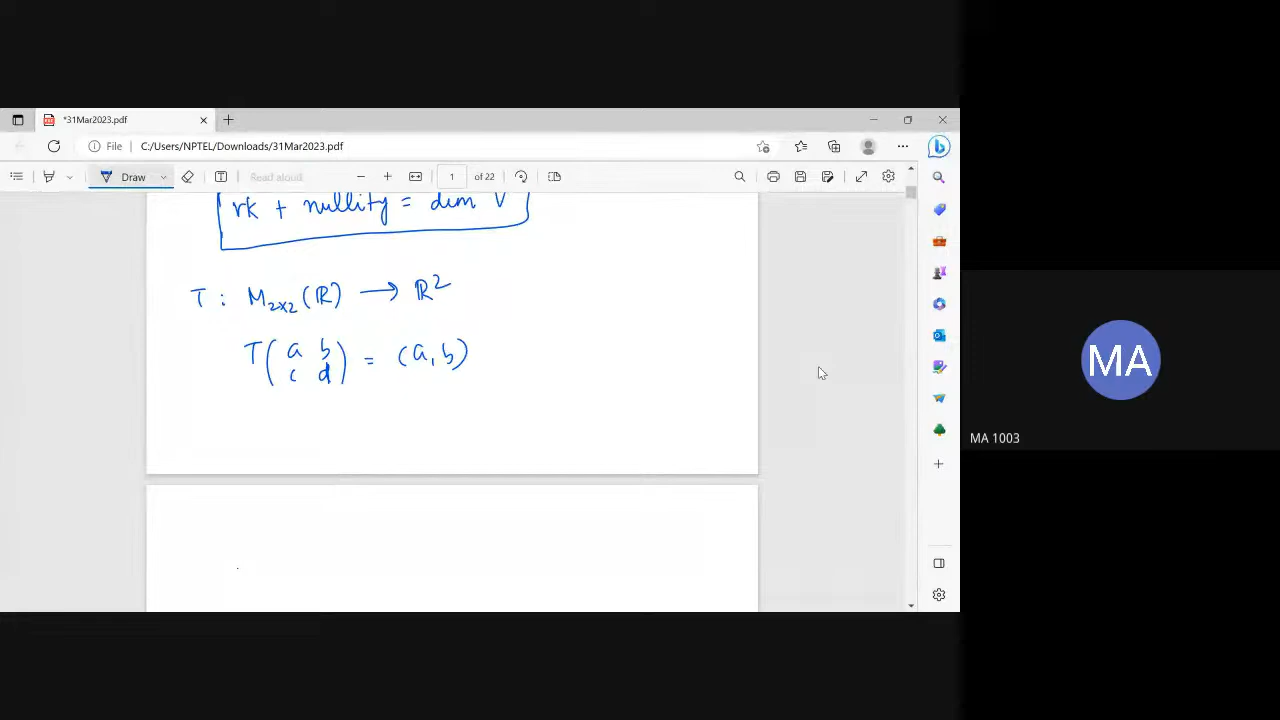 *31Mar2023.pdf
File C:/Users/NPTEL/Downloads/31Mar2023.pdf
Draw Read aloud 1 of 22
rk + nullity = dim V
T : M₂ₓ₂(ℝ) ⟶ ℝ²
T( a b
c d ) = (a, b)
MA
MA 1003